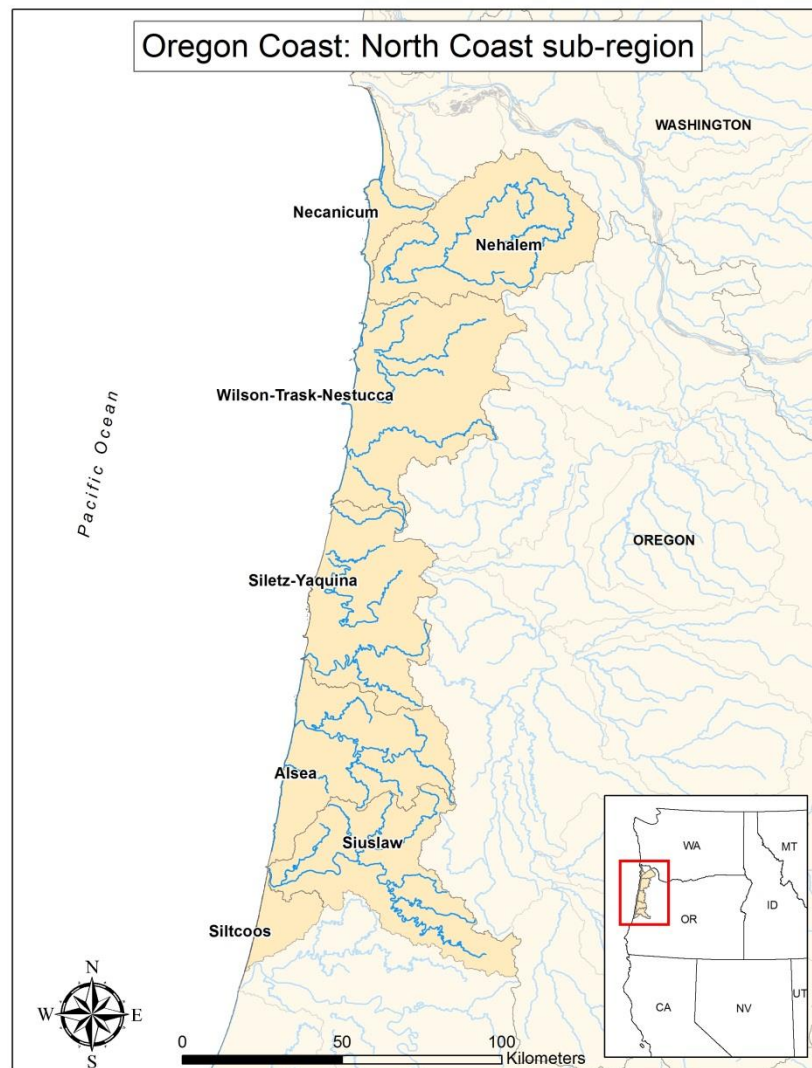 Oregon Coast: North Coast sub-region
WASHINGTON
Necanicum
Nehalem
Wilson-Trask-Nestucca
Pacific Ocean
OREGON
Siletz-Yaquina
Alsea
Siuslaw
Siltcoos
WA
MT
OR
ID
CA
NV
UT
N
W E
S
0 50 100
Kilometers